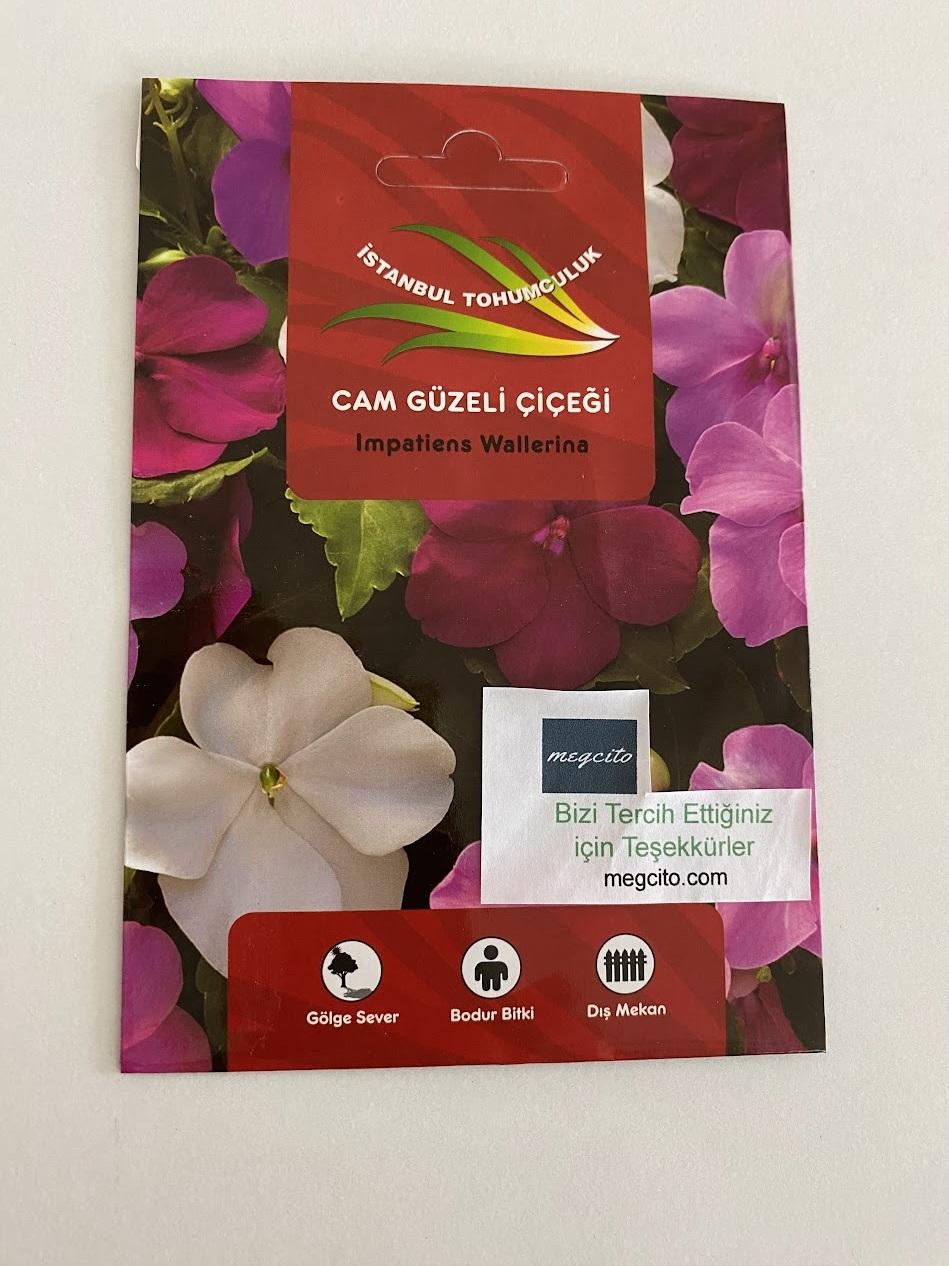 İSTANBUL TOHUMCULUK
CAM GÜZELİ ÇİÇEĞİ
Impatiens Wallerina
megcito
Bizi Tercih Ettiğiniz
için Teşekkürler
megcito.com
Gölge Sever
Bodur Bitki
Dış Mekan